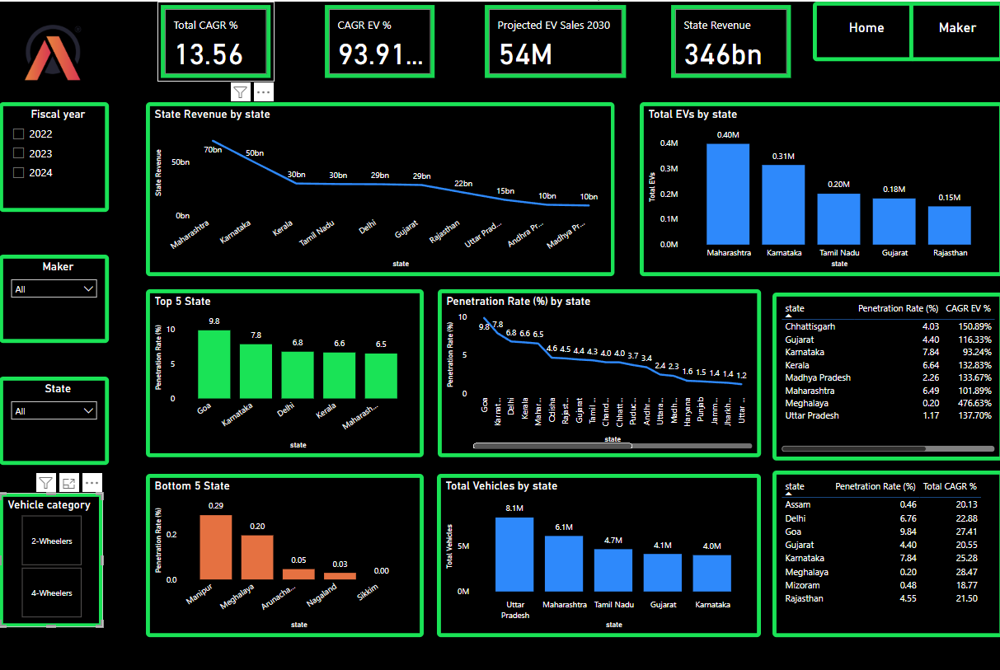 Total CAGR %
13.56
CAGR EV %
93.91...
Projected EV Sales 2030
54M
State Revenue
346bn
Home
Maker
Fiscal year
2022
2023
2024
Maker
All
State
All
Vehicle category
2-Wheelers
4-Wheelers
State Revenue by state
State Revenue
50bn
0bn
70bn
50bn
30bn
30bn
29bn
29bn
22bn
15bn
10bn
10bn
Maharashtra
Karnataka
Kerala
Tamil Nadu
Delhi
Gujarat
Rajasthan
Uttar Prad...
Andhra Pr...
Madhya Pr...
state
Total EVs by state
Total EVs
0.4M
0.3M
0.2M
0.1M
0.0M
0.40M
0.31M
0.20M
0.18M
0.15M
Maharashtra
Karnataka
Tamil Nadu
Gujarat
Rajasthan
state
Top 5 State
Penetration Rate (%)
10
5
0
9.8
7.8
6.8
6.6
6.5
Goa
Karnataka
Delhi
Kerala
Maharash...
state
Penetration Rate (%) by state
Penetration Rate (%)
10
5
0
9.8
7.8
6.8
6.6
6.5
4.6
4.5
4.4
4.3
4.0
4.0
3.7
3.4
2.4
2.3
1.6
1.5
1.4
1.4
1.2
Goa
Karnat...
Delhi
Kerala
Mahar...
Odisha
Rajast...
Gujarat
Tamil ...
Chand...
Chhatt...
Puduc...
Andhr...
Uttara...
Madh...
Haryana
Punjab
Jamm...
Jharkh...
Uttar ...
state
state Penetration Rate (%) CAGR EV %
Chhattisgarh 4.03 150.89%
Gujarat 4.40 116.33%
Karnataka 7.84 93.24%
Kerala 6.64 132.83%
Madhya Pradesh 2.26 133.67%
Maharashtra 6.49 101.89%
Meghalaya 0.20 476.63%
Uttar Pradesh 1.17 137.70%
Bottom 5 State
Penetration Rate (%)
0.2
0.0
0.29
0.20
0.05
0.03
0.00
Manipur
Meghalaya
Arunacha...
Nagaland
Sikkim
state
Total Vehicles by state
Total Vehicles
5M
0M
8.1M
6.1M
4.7M
4.1M
4.0M
Uttar
Pradesh
Maharashtra
Tamil Nadu
Gujarat
Karnataka
state
state Penetration Rate (%) Total CAGR %
Assam 0.46 20.13
Delhi 6.76 22.88
Goa 9.84 27.41
Gujarat 4.40 20.55
Karnataka 7.84 25.28
Meghalaya 0.20 28.47
Mizoram 0.48 18.77
Rajasthan 4.55 21.50